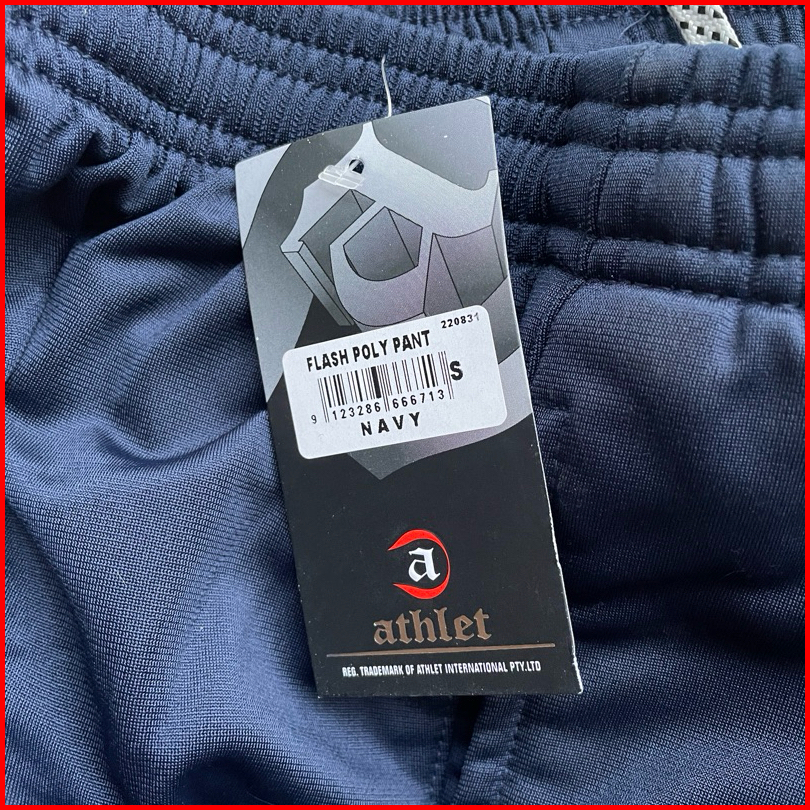 220831
FLASH POLY PANT
S
9 123286 666713
NAVY
a
athlet
REG. TRADEMARK OF ATHLET INTERNATIONAL PTY.LTD